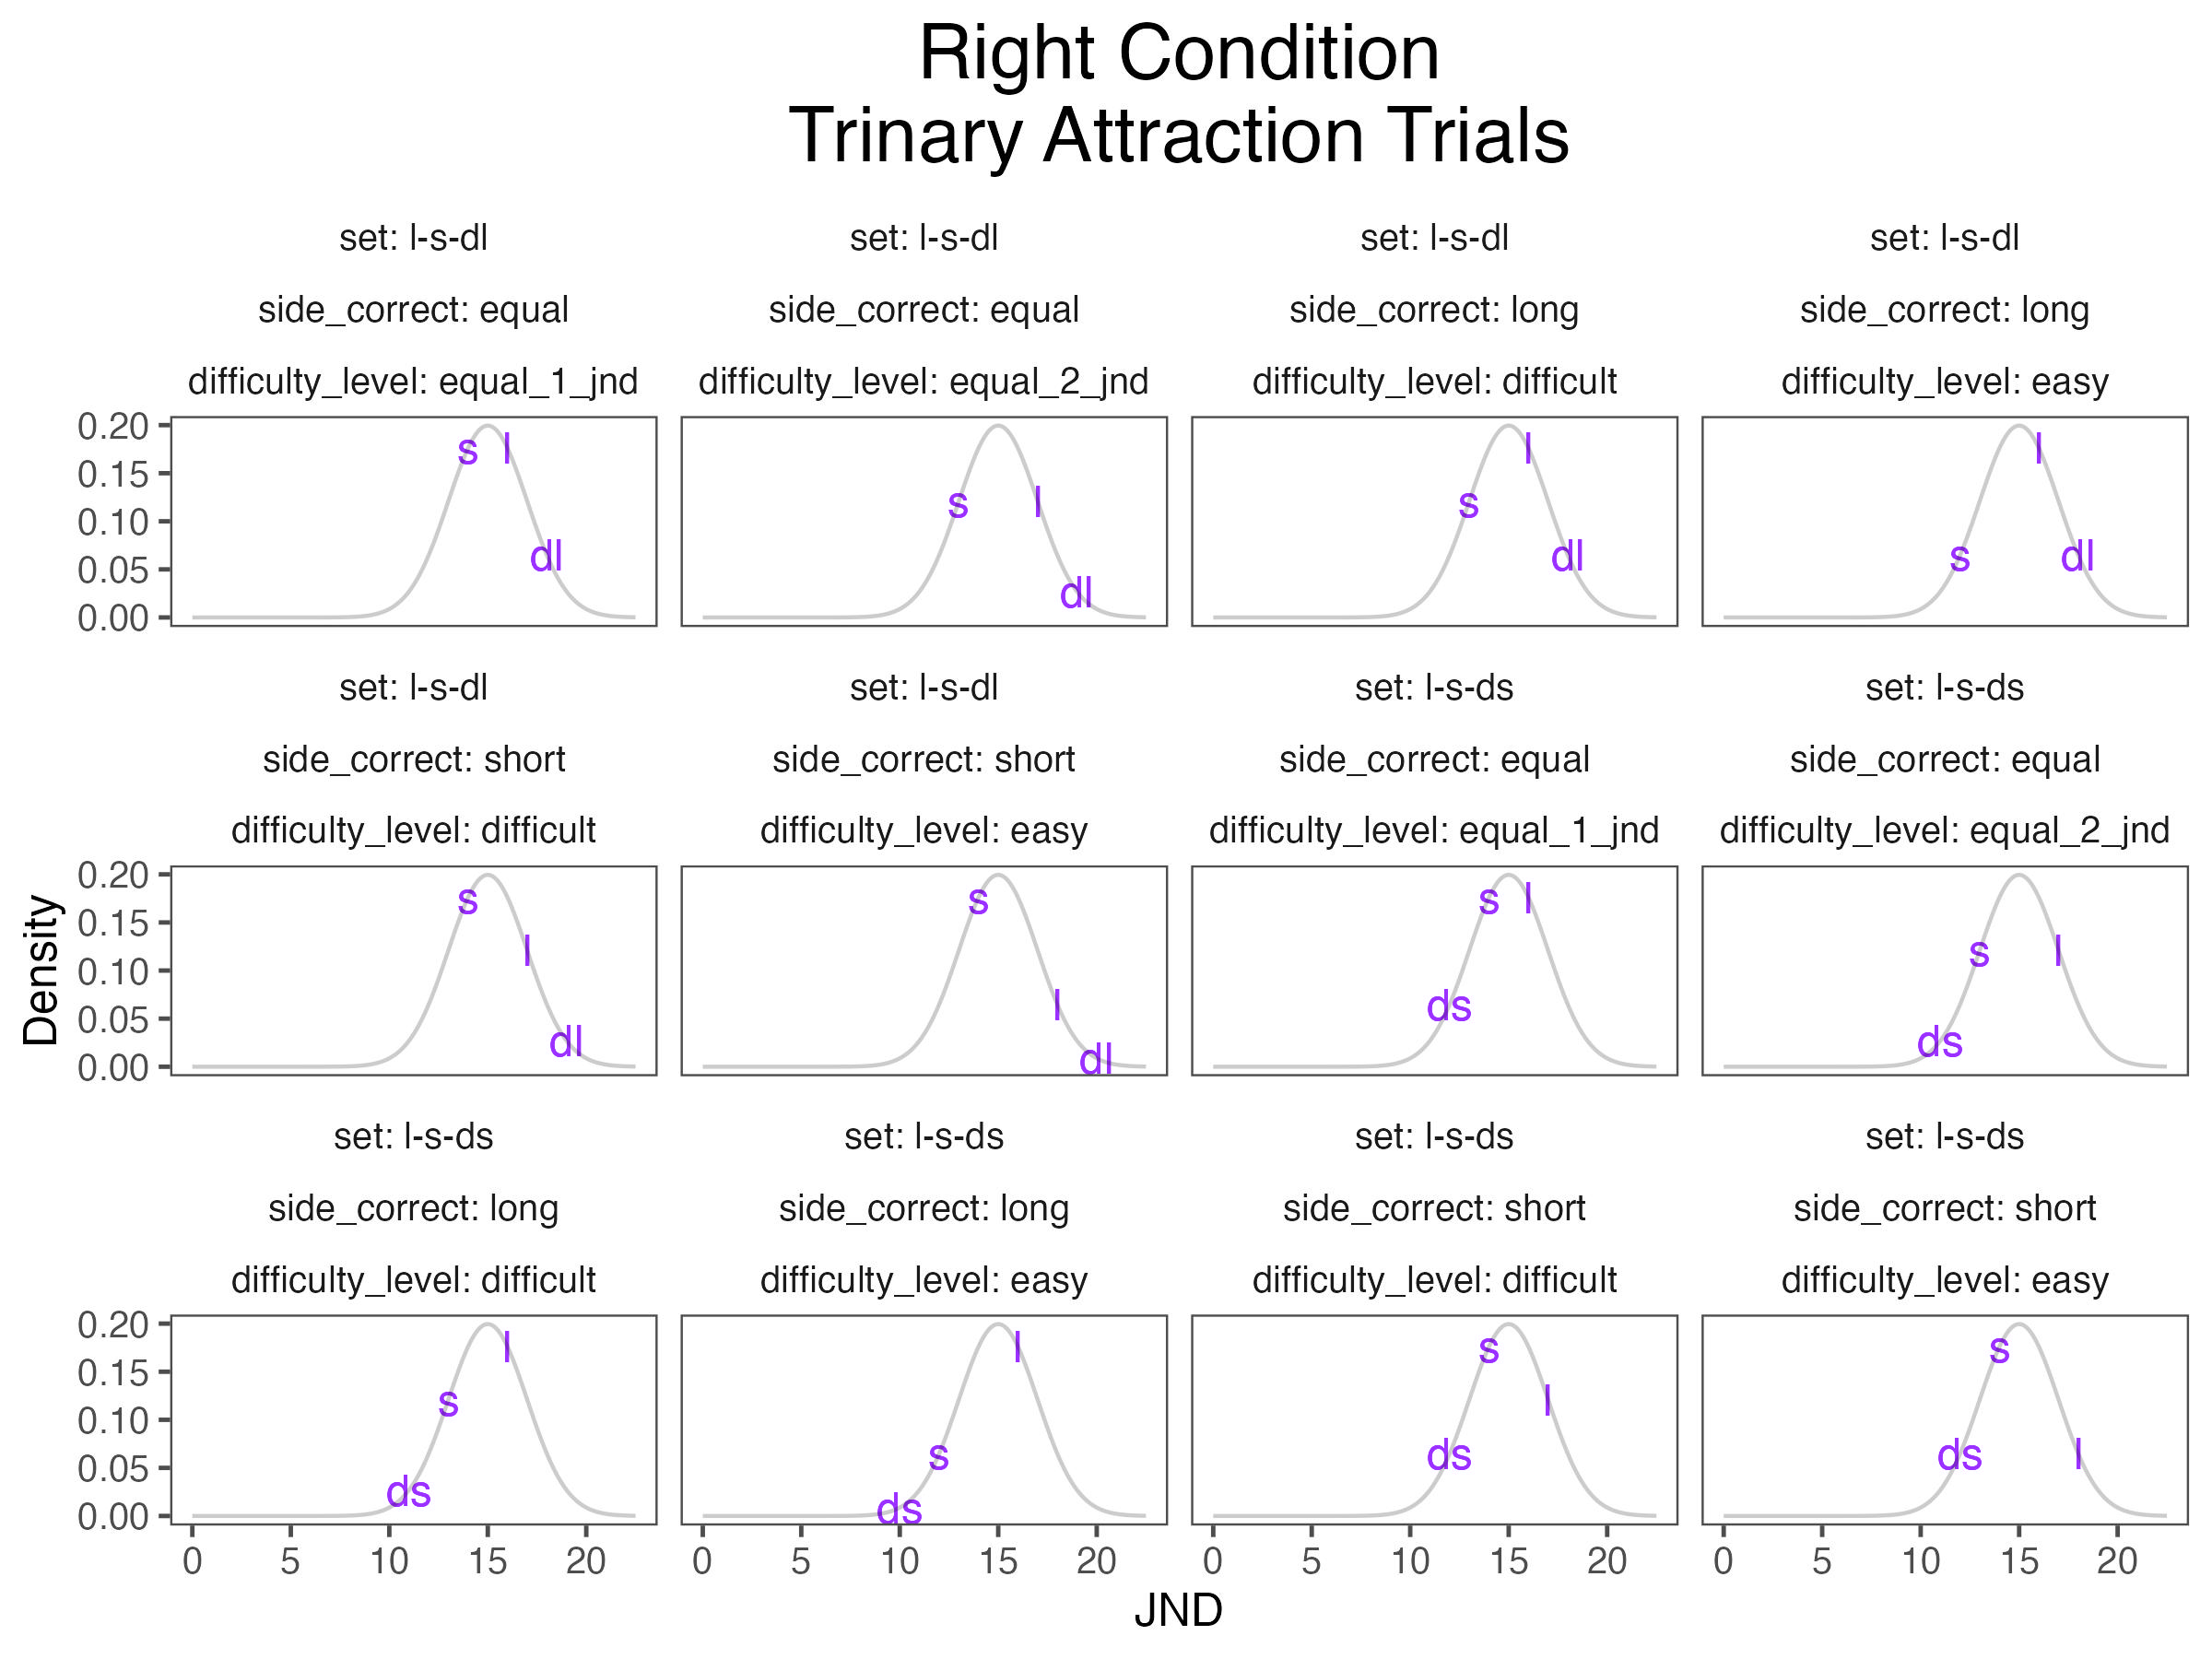 Right Condition
Trinary Attraction Trials
set: l-s-dl
side_correct: equal
difficulty_level: equal_1_jnd
set: l-s-dl
side_correct: equal
difficulty_level: equal_2_jnd
set: l-s-dl
side_correct: long
difficulty_level: difficult
set: l-s-dl
side_correct: long
difficulty_level: easy
0.20
0.15
0.10
0.05
0.00
s l
dl
s l
dl
l
s
dl
l
s dl
set: l-s-dl
side_correct: short
difficulty_level: difficult
set: l-s-dl
side_correct: short
difficulty_level: easy
set: l-s-ds
side_correct: equal
difficulty_level: equal_1_jnd
set: l-s-ds
side_correct: equal
difficulty_level: equal_2_jnd
Density
0.20
0.15
0.10
0.05
0.00
s
l
dl
s
l
dl
s l
ds
s l
ds
set: l-s-ds
side_correct: long
difficulty_level: difficult
set: l-s-ds
side_correct: long
difficulty_level: easy
set: l-s-ds
side_correct: short
difficulty_level: difficult
set: l-s-ds
side_correct: short
difficulty_level: easy
0.20
0.15
0.10
0.05
0.00
l
s
ds
l
s
ds
s
l
ds
s
ds l
0 5 10 15 20
0 5 10 15 20
0 5 10 15 20
0 5 10 15 20
JND